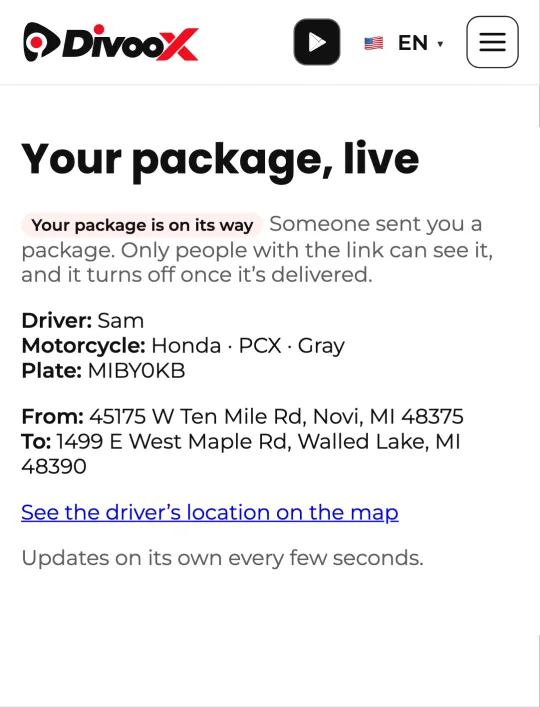 DivooX
EN
Your package, live
Your package is on its way Someone sent you a
package. Only people with the link can see it,
and it turns off once it’s delivered.
Driver: Sam
Motorcycle: Honda · PCX · Gray
Plate: MIBY0KB
From: 45175 W Ten Mile Rd, Novi, MI 48375
To: 1499 E West Maple Rd, Walled Lake, MI
48390
See the driver’s location on the map
Updates on its own every few seconds.